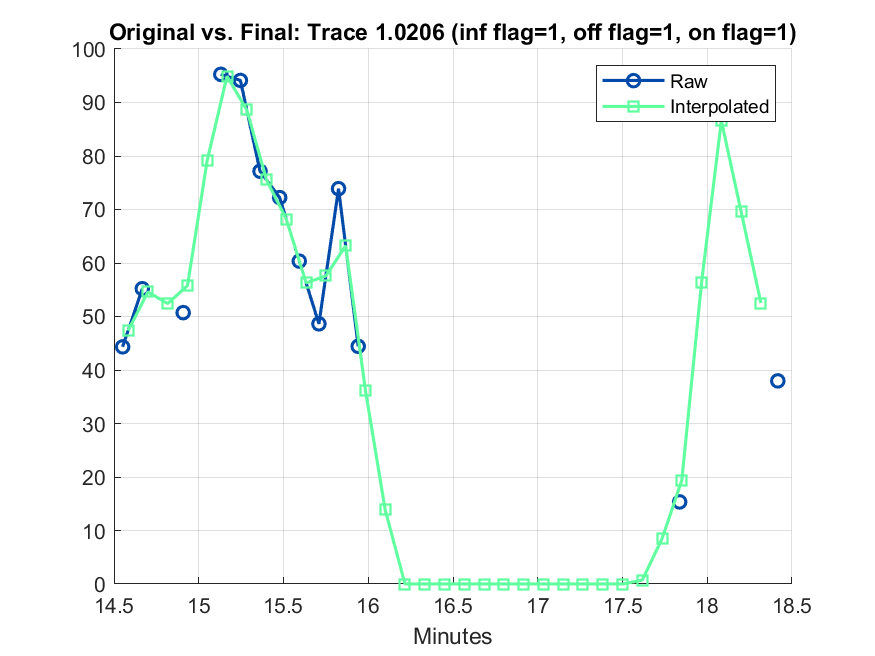 Original vs. Final: Trace 1.0206 (inf flag=1, off flag=1, on flag=1)
100
90
80
70
60
50
40
30
20
10
0
Raw
Interpolated
14.5 15 15.5 16 16.5 17 17.5 18 18.5
Minutes